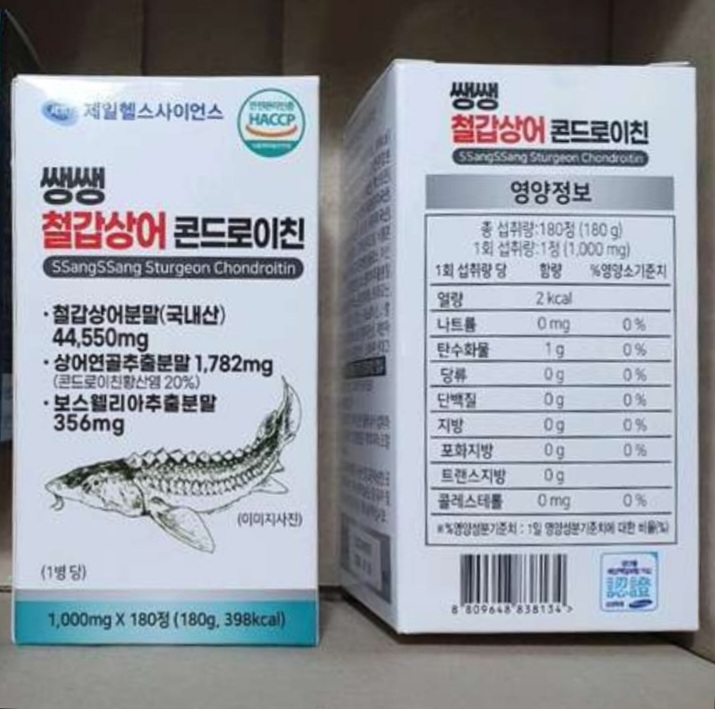 제일헬스사이언스
HACCP
쌩쌩
철갑상어 콘드로이친
SSangSSang Sturgeon Chondroitin
· 철갑상어분말(국내산)
44,550mg
· 상어연골추출분말 1,782mg
(콘드로이친황산염 20%)
· 보스웰리아추출분말
356mg
(이미지사진)
(1병 당)
1,000mg X 180정 (180g, 398kcal)
쌩쌩
철갑상어 콘드로이친
SSangSSang Sturgeon Chondroitin
영양정보
총 섭취량:180정 (180 g)
1회 섭취량:1정 (1,000 mg)
1회 섭취량 당 함량 %영양소기준치
열량 2 kcal
나트륨 0 mg 0 %
탄수화물 1 g 0 %
당류 0 g 0 %
단백질 0 g 0 %
지방 0 g 0 %
포화지방 0 g 0 %
트랜스지방 0 g
콜레스테롤 0 mg 0 %
※%영양성분기준치 : 1일 영양성분기준치에 대한 비율(%)
8 809648 838134 >
認證